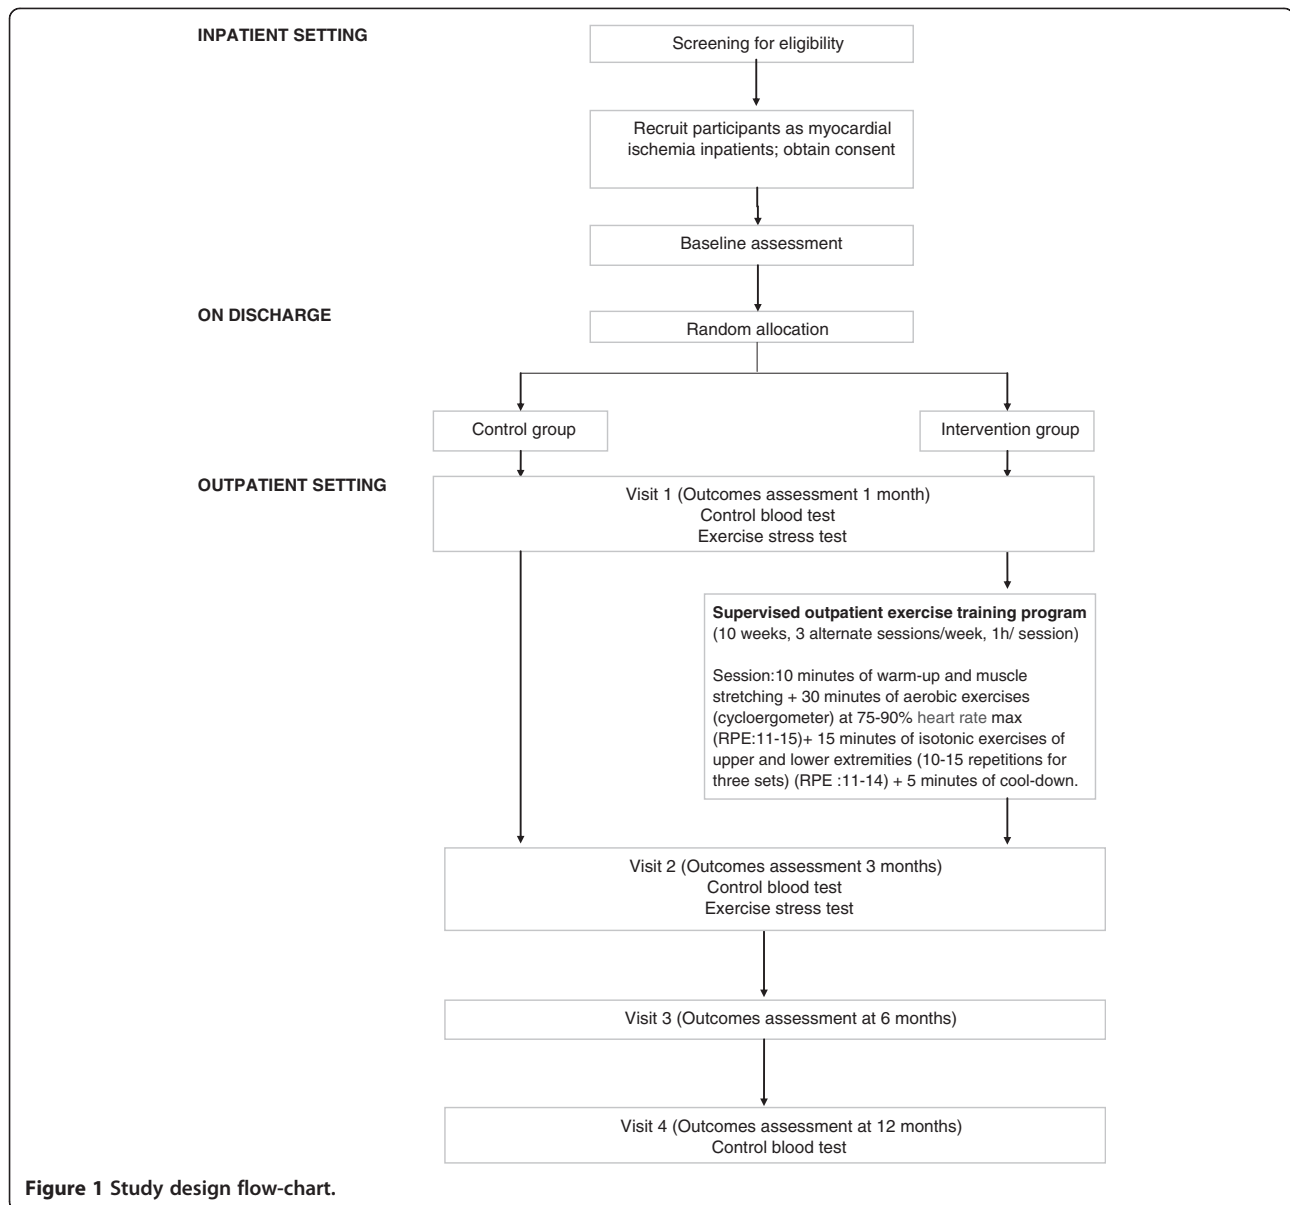 INPATIENT SETTING
Screening for eligibility
Recruit participants as myocardial
ischemia inpatients; obtain consent
Baseline assessment
ON DISCHARGE
Random allocation
Control group
Intervention group
OUTPATIENT SETTING
Visit 1 (Outcomes assessment 1 month)
Control blood test
Exercise stress test
Supervised outpatient exercise training program
(10 weeks, 3 alternate sessions/week, 1h/ session)
Session:10 minutes of warm-up and muscle
stretching + 30 minutes of aerobic exercises
(cycloergometer) at 75-90% heart rate max
(RPE:11-15)+ 15 minutes of isotonic exercises of
upper and lower extremities (10-15 repetitions for
three sets) (RPE :11-14) + 5 minutes of cool-down.
Visit 2 (Outcomes assessment 3 months)
Control blood test
Exercise stress test
Visit 3 (Outcomes assessment at 6 months)
Visit 4 (Outcomes assessment at 12 months)
Control blood test
Figure 1 Study design flow-chart.